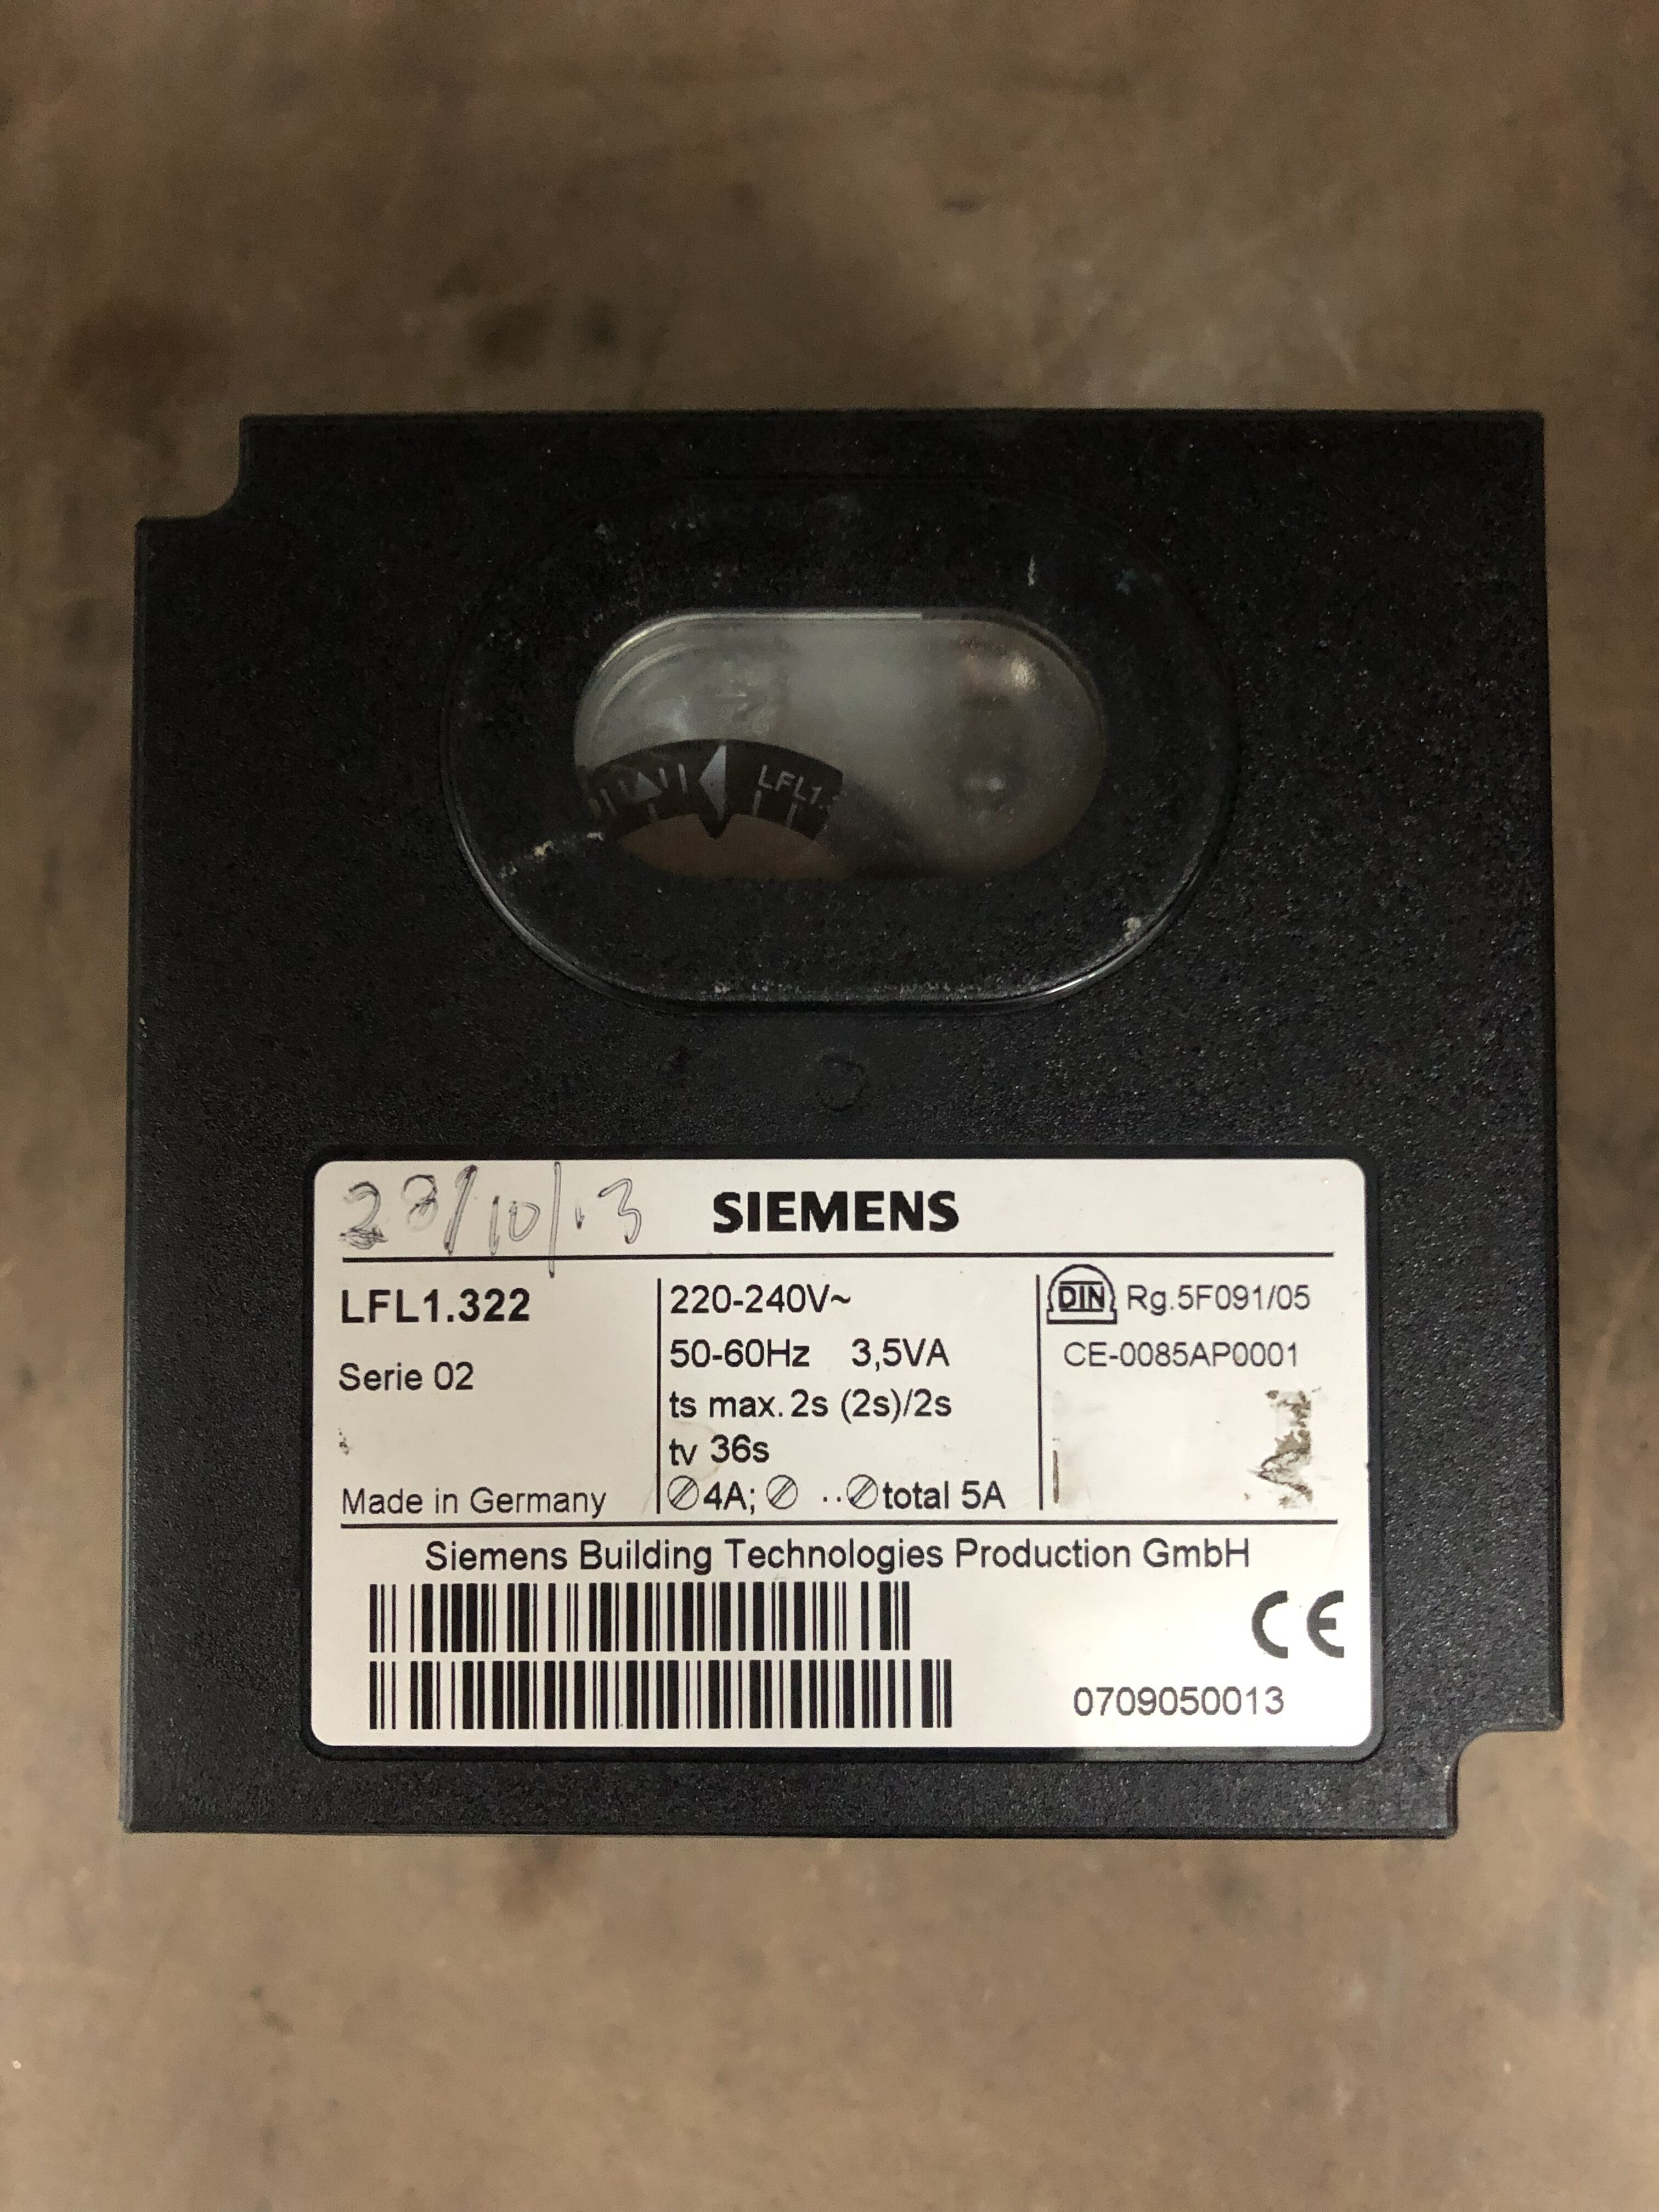 LFL1.
23/10/13 SIEMENS
LFL1.322
Serie 02
Made in Germany
220-240V~
50-60Hz 3,5VA
ts max. 2s (2s)/2s
tv 36s
⊘4A; ⊘ ..⊘total 5A
DIN Rg.5F091/05
CE-0085AP0001
Siemens Building Technologies Production GmbH
CE
0709050013